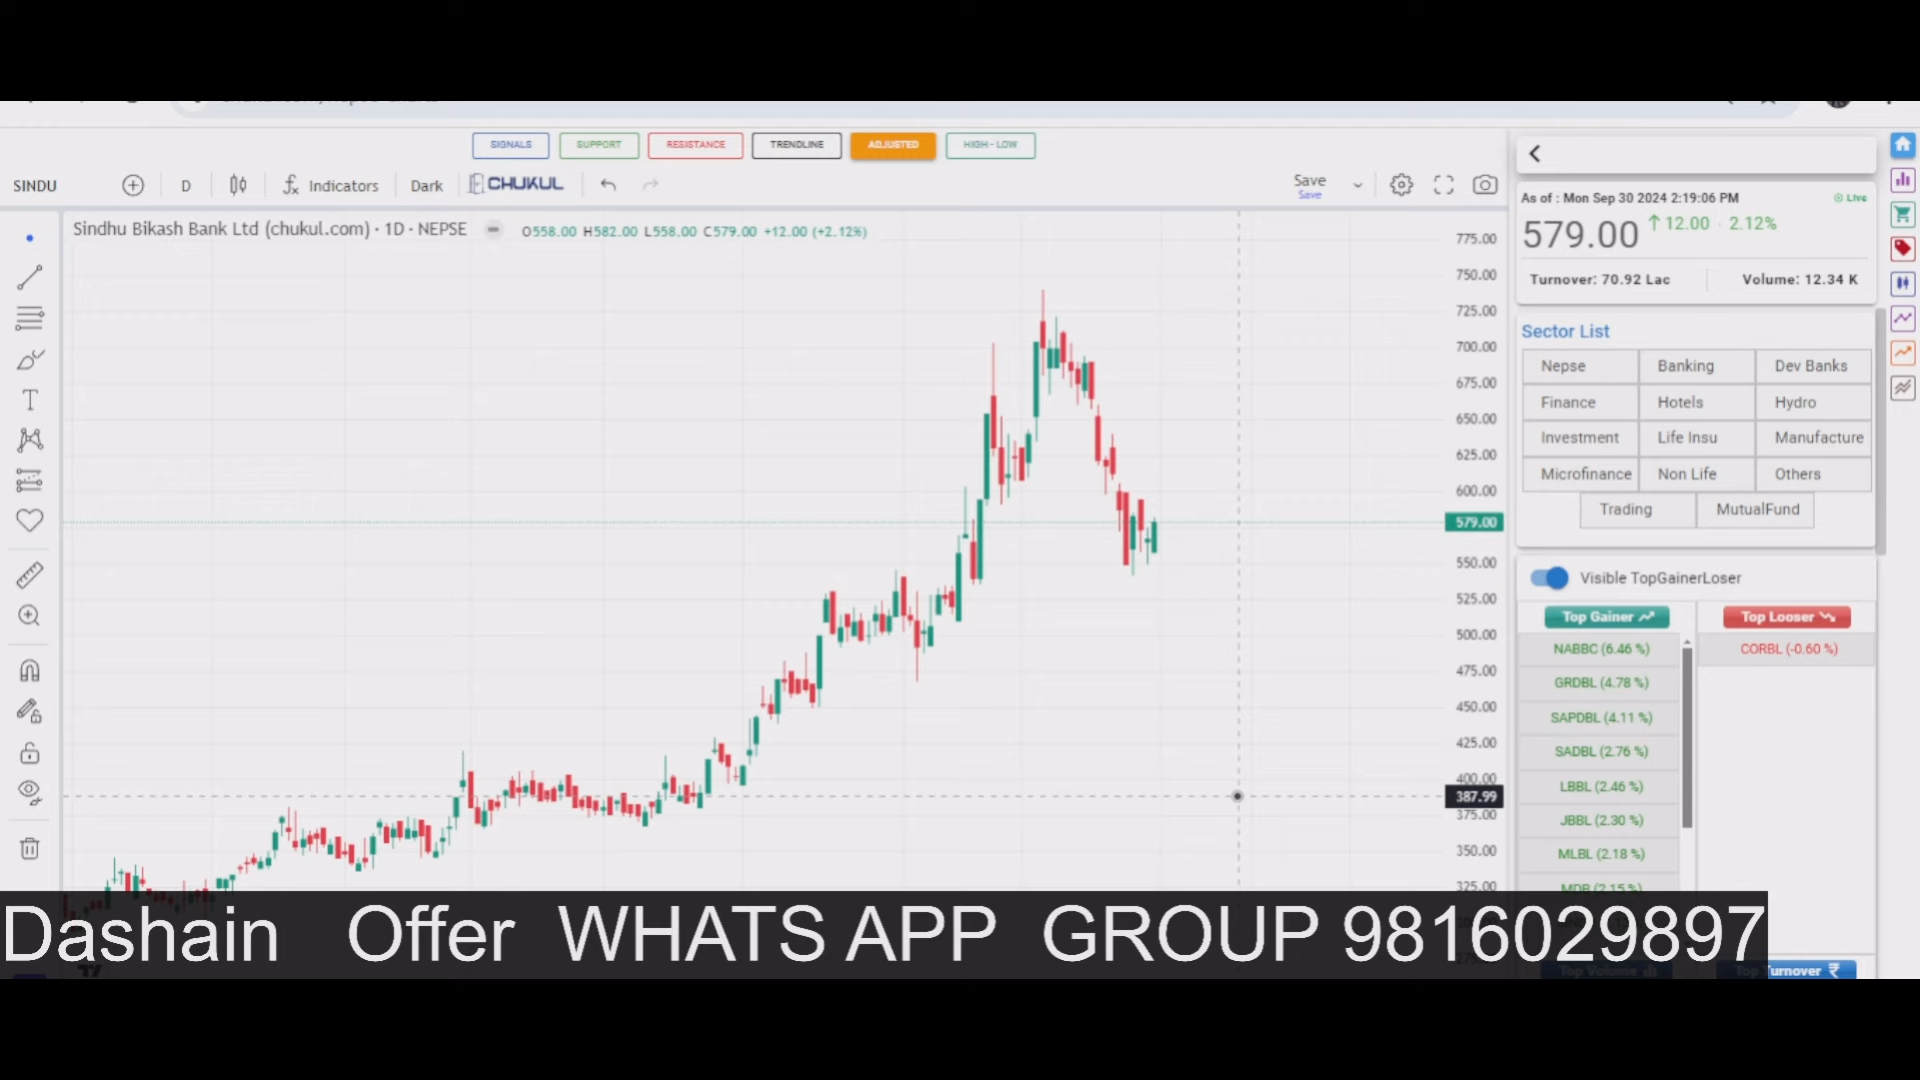 SIGNALS SUPPORT RESISTANCE TRENDLINE ADJUSTED HIGH - LOW
SINDU D Indicators Dark CHUKUL Save
Save
Sindhu Bikash Bank Ltd (chukul.com) · 1D · NEPSE O558.00 H582.00 L558.00 C579.00 +12.00 (+2.12%)
775.00
750.00
725.00
700.00
675.00
650.00
625.00
600.00
579.00
550.00
525.00
500.00
475.00
450.00
425.00
400.00
387.99
375.00
350.00
325.00
As of : Mon Sep 30 2024 2:19:06 PM Live
579.00 12.00 · 2.12%
Turnover: 70.92 Lac Volume: 12.34 K
Sector List
Nepse Banking Dev Banks
Finance Hotels Hydro
Investment Life Insu Manufacture
Microfinance Non Life Others
Trading MutualFund
Visible TopGainerLoser
Top Gainer Top Looser
NABBC (6.46 %) CORBL (-0.60 %)
GRDBL (4.78 %)
SAPDBL (4.11 %)
SADBL (2.76 %)
LBBL (2.46 %)
JBBL (2.30 %)
MLBL (2.18 %)
MDB (2.15 %)
Dashain Offer WHATS APP GROUP 9816029897
Top Volume Top Turnover ₹